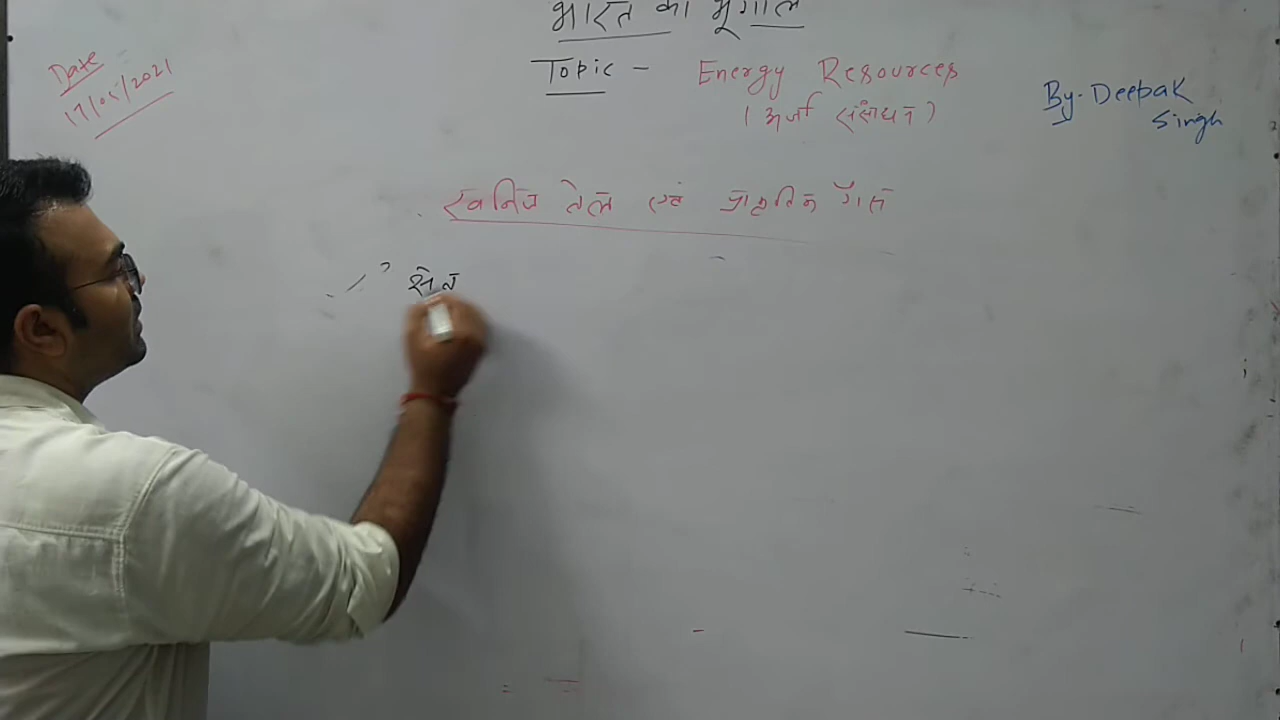 भारत का भूगोल
Date
17/05/2021
Topic - Energy Resources
(ऊर्जा संसाधन)
By. Deepak
Singh
खनिज तेल एवं प्राकृतिक गैस